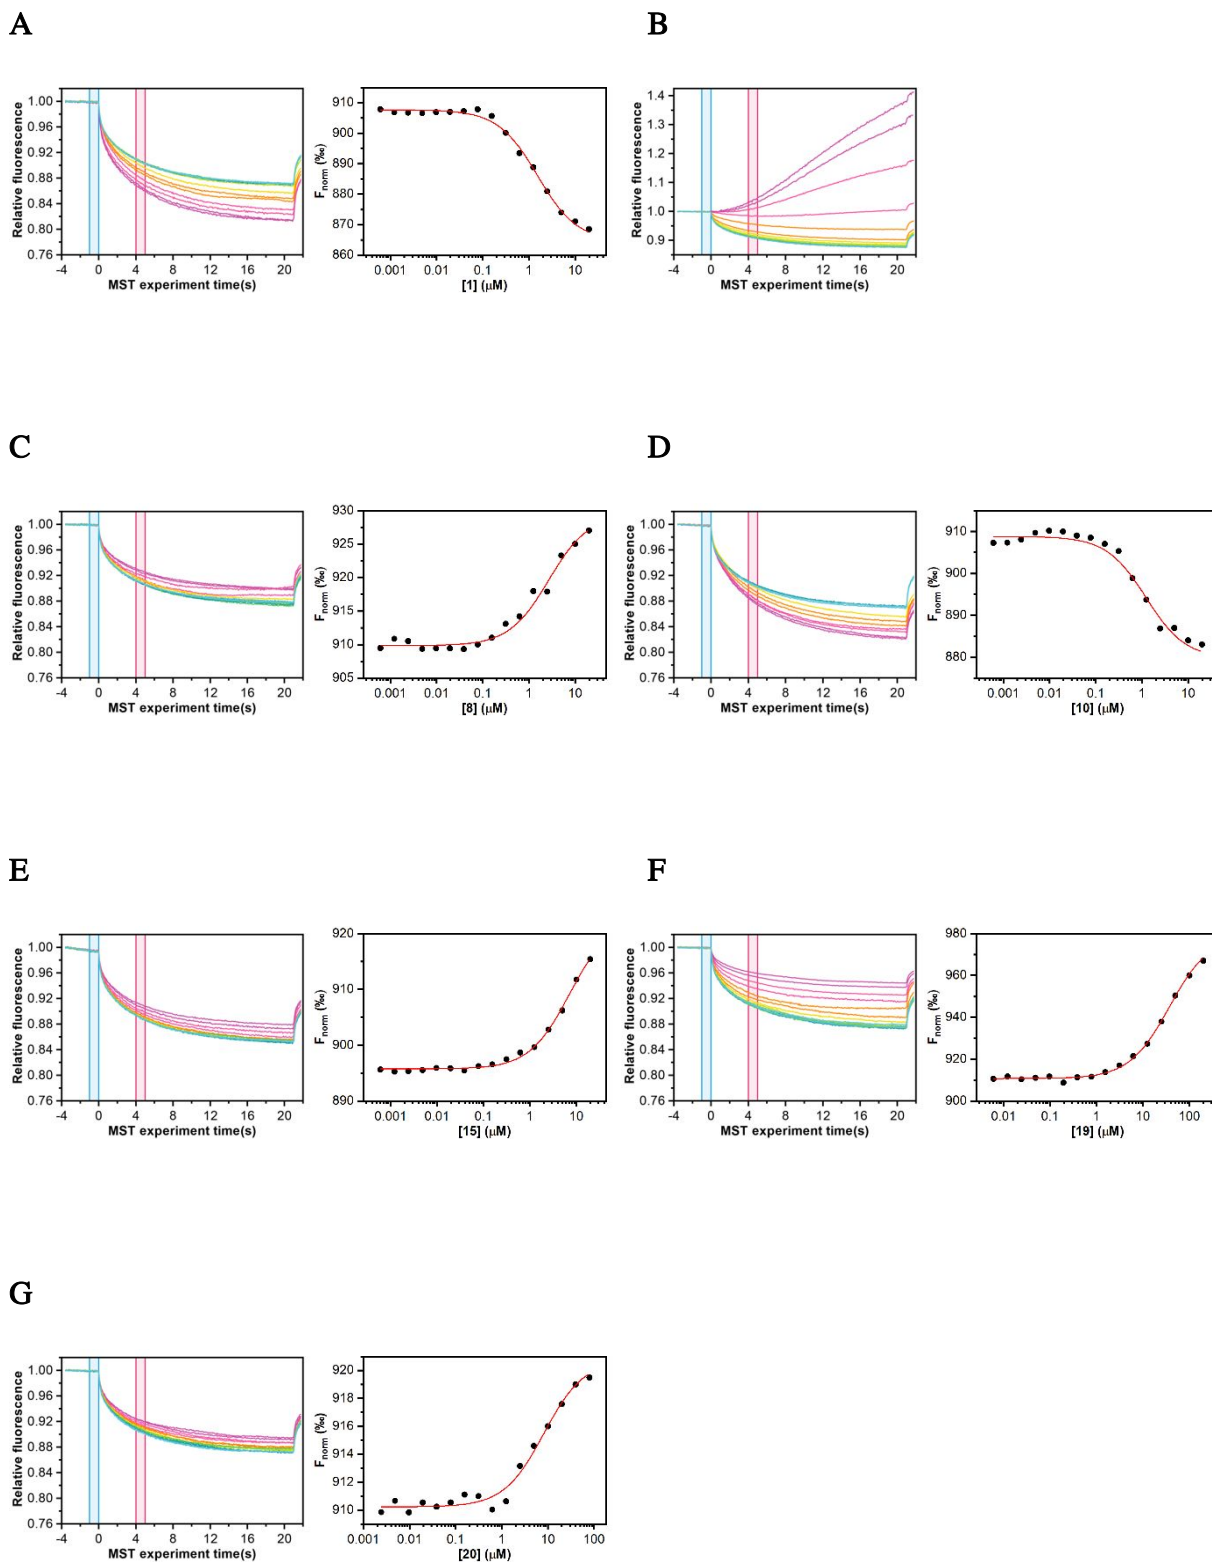 A
B
Relative fluorescence
1.00
0.96
0.92
0.88
0.84
0.80
0.76
-4 0 4 8 12 16 20
MST experiment time(s)
Fnorm (‰)
910
900
890
880
870
860
0.001 0.01 0.1 1 10
[1] (μM)
Relative fluorescence
1.4
1.3
1.2
1.1
1.0
0.9
-4 0 4 8 12 16 20
MST experiment time(s)
C
D
Relative fluorescence
1.00
0.96
0.92
0.88
0.84
0.80
0.76
-4 0 4 8 12 16 20
MST experiment time(s)
Fnorm (‰)
930
925
920
915
910
905
0.001 0.01 0.1 1 10
[8] (μM)
Relative fluorescence
1.00
0.96
0.92
0.88
0.84
0.80
0.76
-4 0 4 8 12 16 20
MST experiment time(s)
Fnorm (‰)
910
900
890
880
0.001 0.01 0.1 1 10
[10] (μM)
E
F
Relative fluorescence
1.00
0.96
0.92
0.88
0.84
0.80
0.76
-4 0 4 8 12 16 20
MST experiment time(s)
Fnorm (‰)
920
910
900
890
0.001 0.01 0.1 1 10
[15] (μM)
Relative fluorescence
1.00
0.96
0.92
0.88
0.84
0.80
0.76
-4 0 4 8 12 16 20
MST experiment time(s)
Fnorm (‰)
980
960
940
920
910
900
0.01 0.1 1 10 100
[19] (μM)
G
Relative fluorescence
1.00
0.96
0.92
0.88
0.84
0.80
0.76
-4 0 4 8 12 16 20
MST experiment time(s)
Fnorm (‰)
920
918
916
914
912
910
0.001 0.01 0.1 1 10 100
[20] (μM)